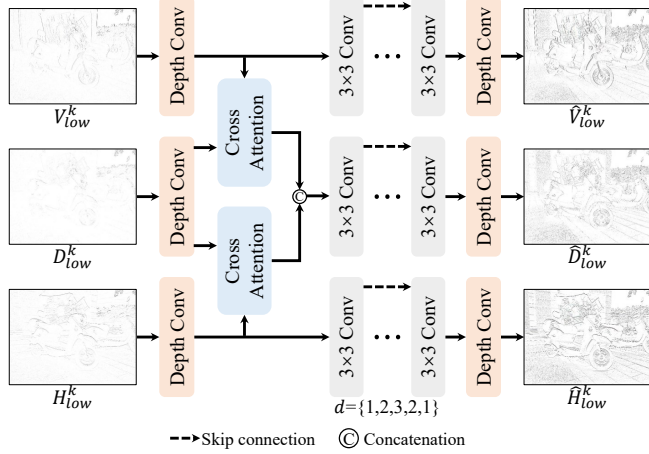 Depth Conv
3×3 Conv
3×3 Conv
Depth Conv
V^k_low
Cross Attention
V̂^k_low
Depth Conv
©
3×3 Conv
3×3 Conv
Depth Conv
D^k_low
Cross Attention
D̂^k_low
Depth Conv
3×3 Conv
3×3 Conv
Depth Conv
H^k_low
d={1,2,3,2,1}
Ĥ^k_low
Skip connection
© Concatenation